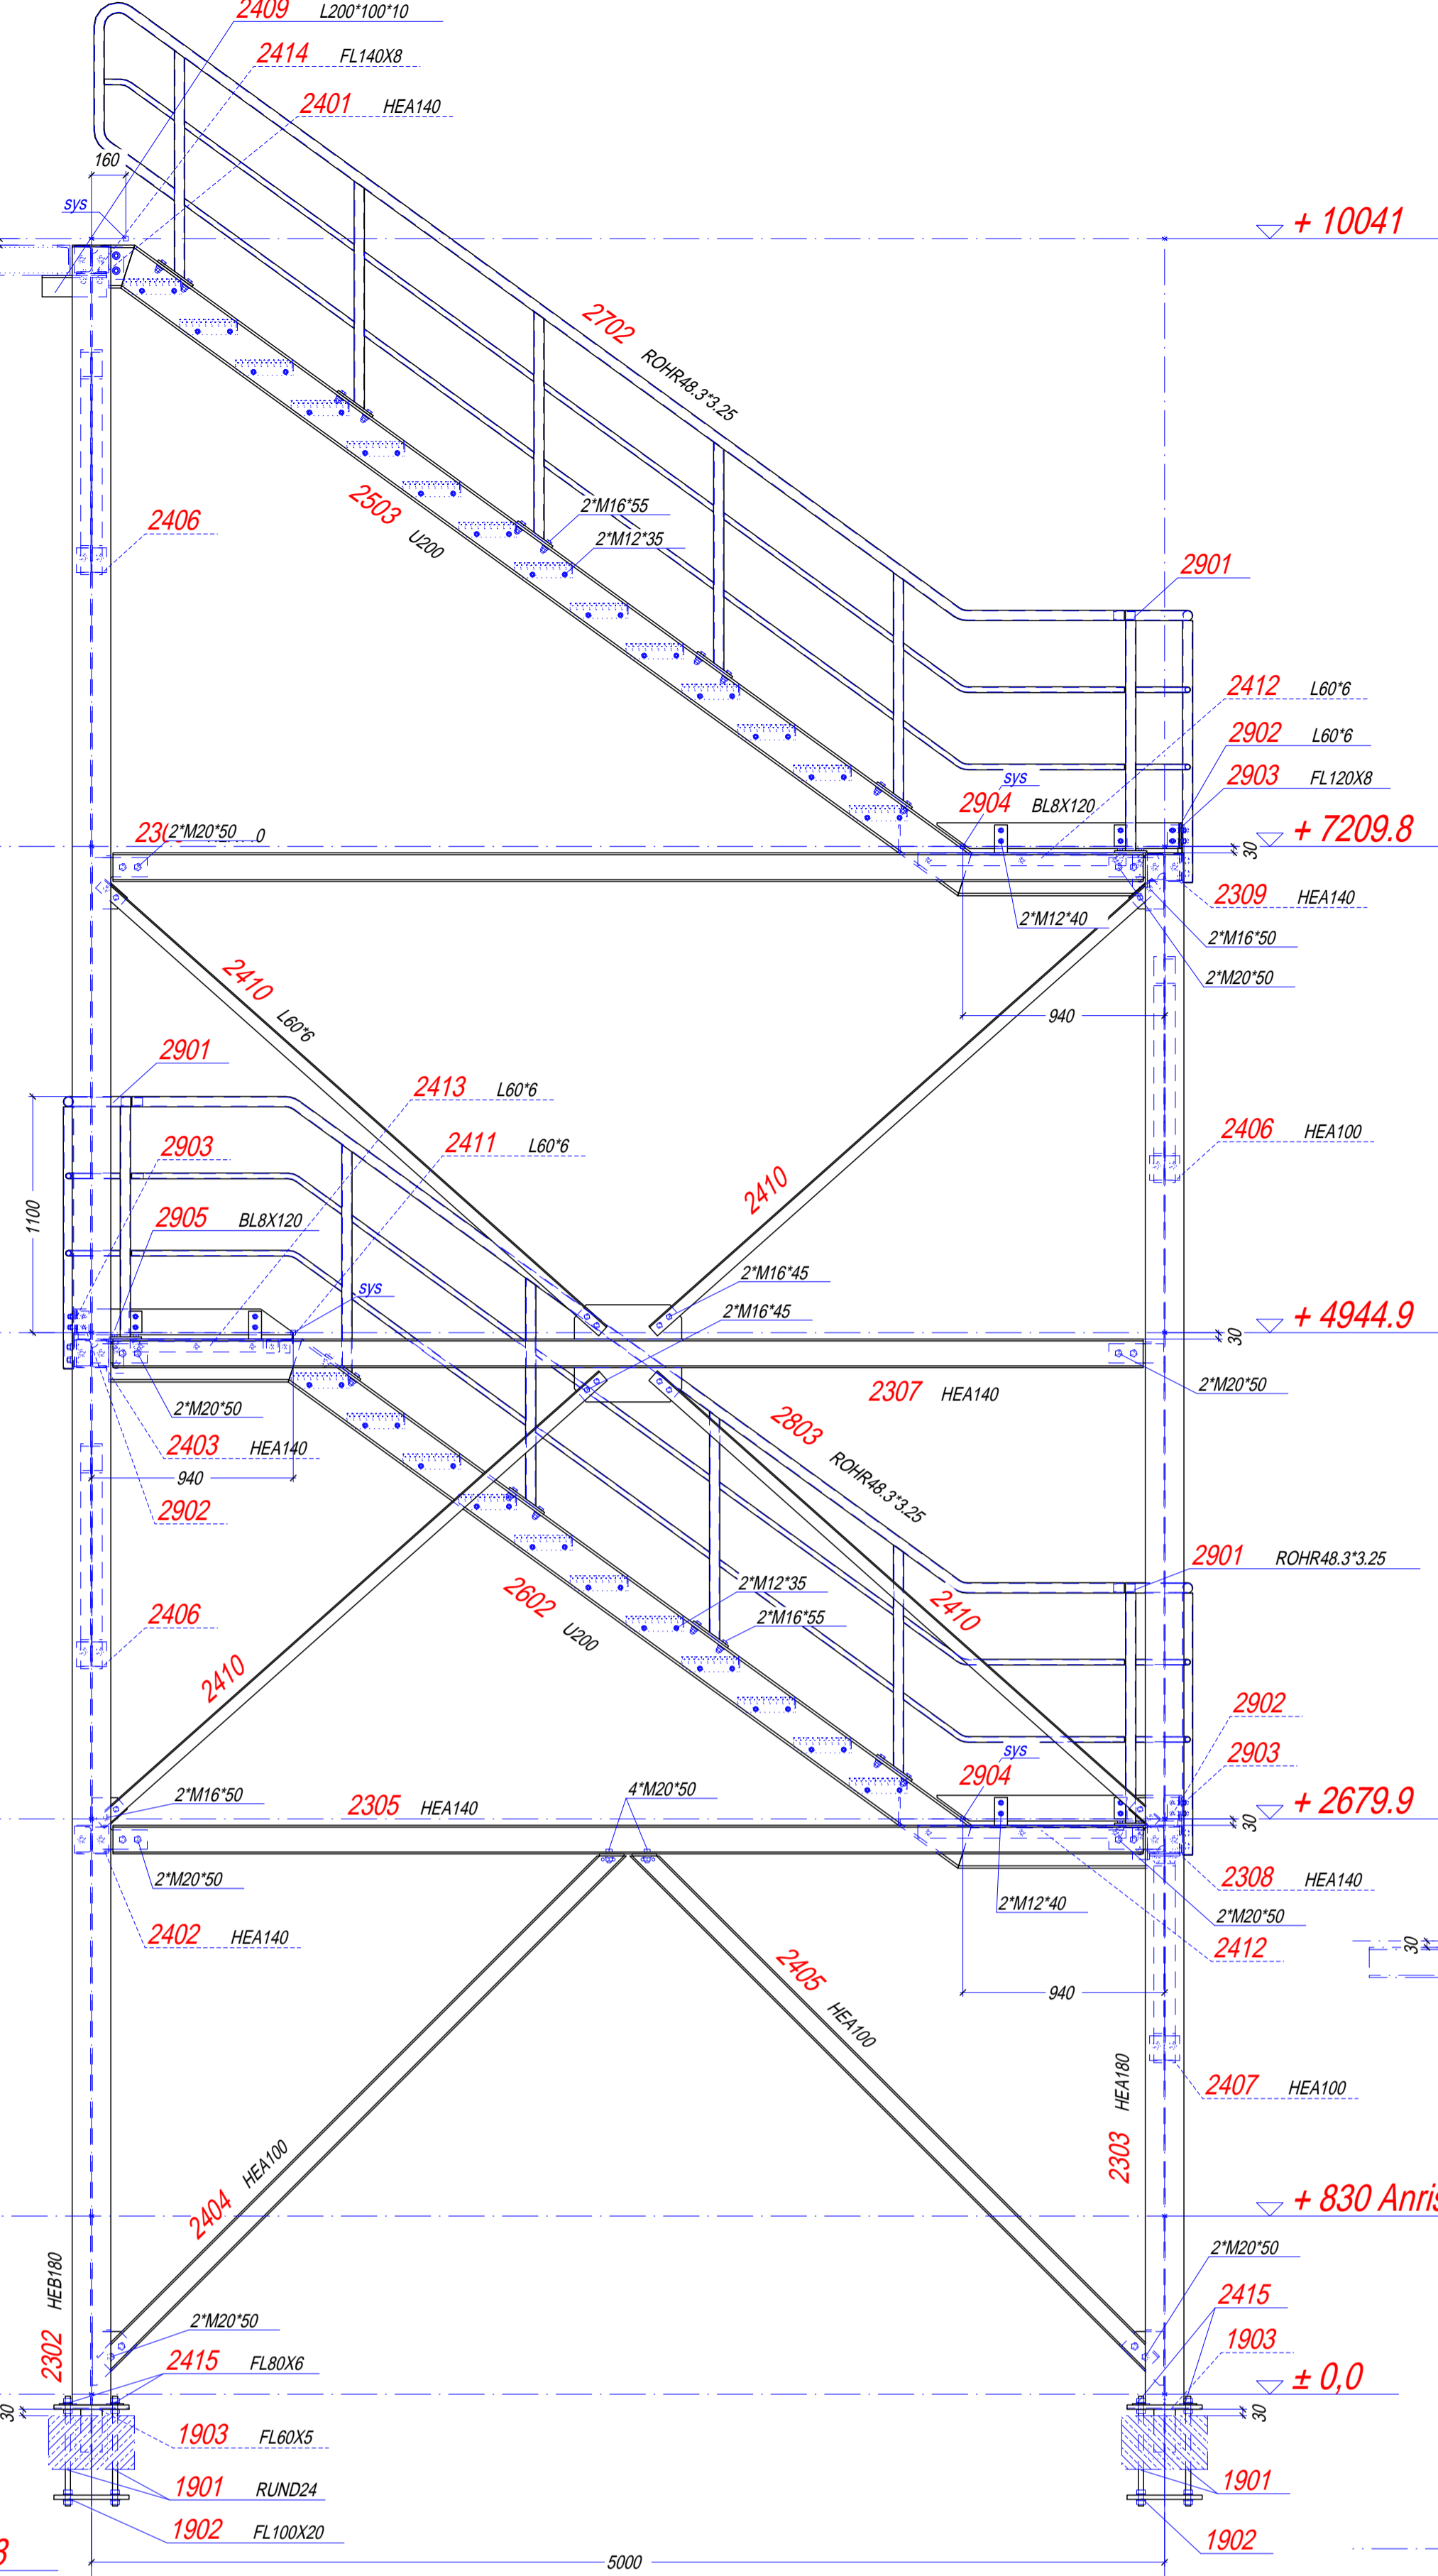 2409 L200*100*10
2414 FL140X8
2401 HEA140
160
sys
+ 10041
2702 ROHR48.3*3.25
2503 U200
2*M16*55
2*M12*35
2406
2901
2412 L60*6
2902 L60*6
2903 FL120X8
sys
2904 BL8X120
2*M20*50
+ 7209.8
30
2309 HEA140
2*M12*40
2*M16*50
2*M20*50
940
2410 L60*6
2901
2413 L60*6
2411 L60*6
2406 HEA100
2903
2410
1100
2905 BL8X120
2*M16*45
sys
2*M16*45
+ 4944.9
30
2307 HEA140
2*M20*50
2*M20*50
2403 HEA140
940
2803 ROHR48.3*3.25
2902
2901 ROHR48.3*3.25
2*M12*35
2602 U200
2410
2406
2*M16*55
2410
2902
sys
2903
2904
2*M16*50
2305 HEA140
4*M20*50
+ 2679.9
30
2*M20*50
2308 HEA140
2*M12*40
2*M20*50
2402 HEA140
2412
30
2405 HEA100
940
2407 HEA100
2303 HEA180
2404 HEA100
+ 830 Anris
2*M20*50
2302 HEB180
2*M20*50
2415
2415 FL80X6
1903
± 0,0
30
30
1903 FL60X5
1901 RUND24
1901
1902 FL100X20
1902
5000